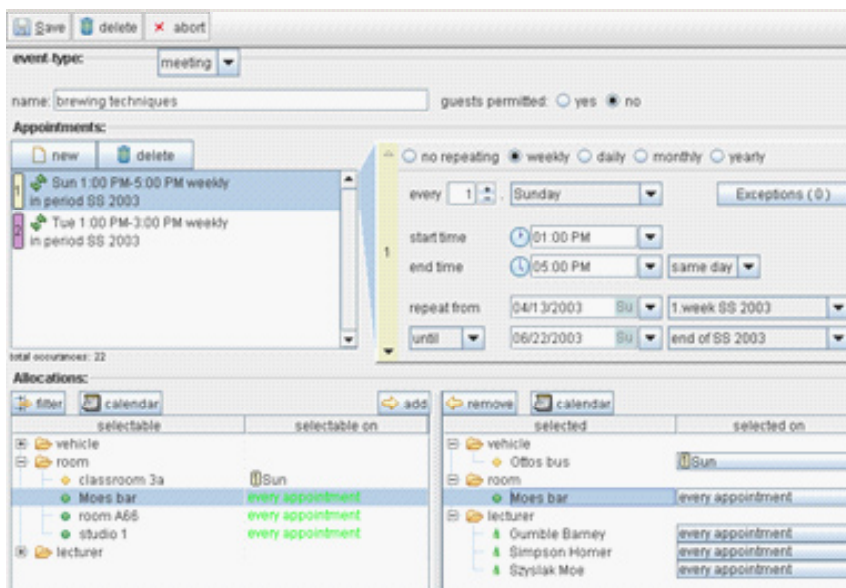 Save delete abort
event-type: meeting
name: brewing techniques guests permitted: yes no
Appointments:
new delete
no repeating weekly daily monthly yearly
1 Sun 1:00 PM-5:00 PM weekly
in period SS 2003
2 Tue 1:00 PM-3:00 PM weekly
in period SS 2003
every 1 . Sunday Exceptions (0)
start time 01:00 PM
1
end time 05:00 PM same day
repeat from 04/13/2003 Su 1.week SS 2003
until 06/22/2003 Su end of SS 2003
total occurances: 22
Allocations:
filter calendar add remove calendar
selectable selectable on
vehicle
room
classroom 3a 1 Sun
Moes bar every appointment
room A66 every appointment
studio 1 every appointment
lecturer
selected selected on
vehicle
Ottos bus 1 Sun
room
Moes bar every appointment
lecturer
Gumble Barney every appointment
Simpson Homer every appointment
Szyslak Moe every appointment